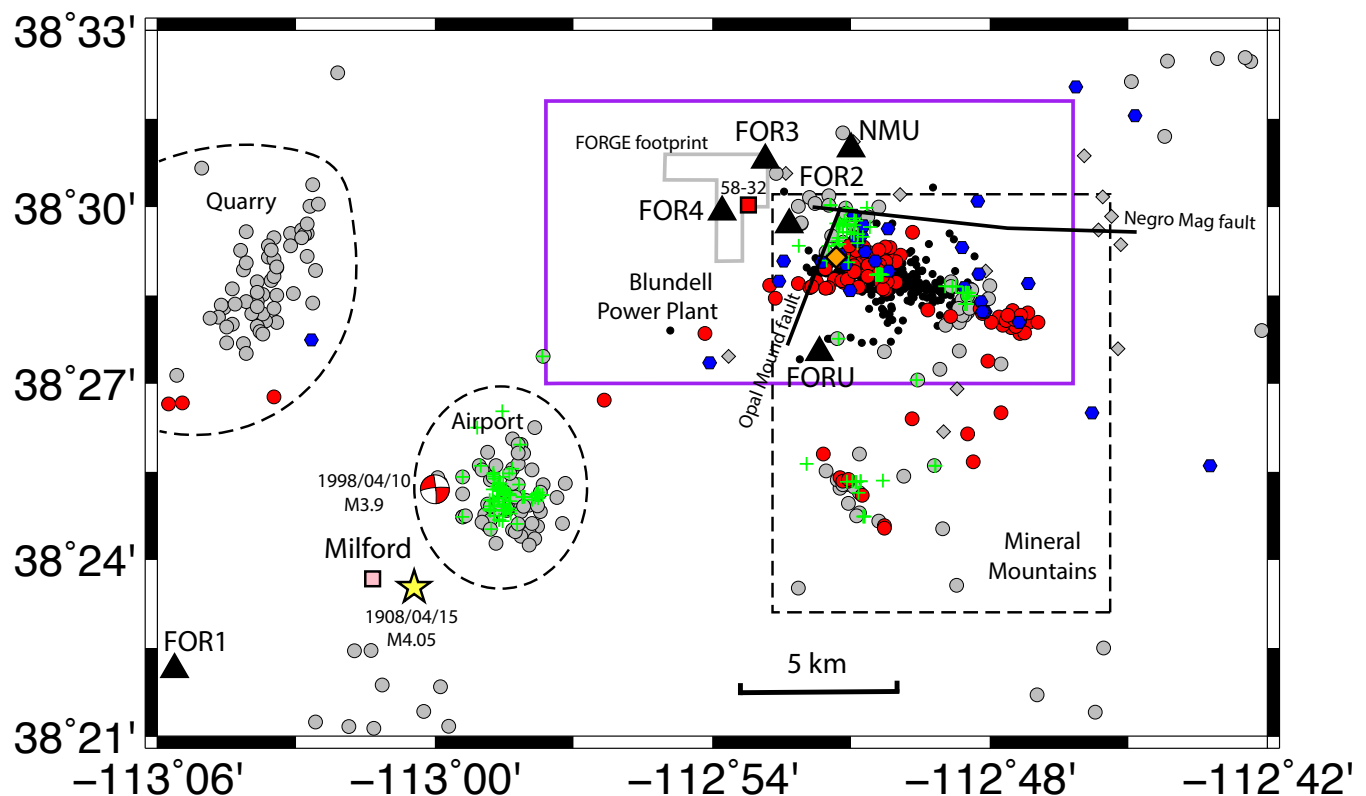 38˚33'
38˚30'
38˚27'
38˚24'
38˚21'
−113˚06'
−113˚00'
−112˚54'
−112˚48'
−112˚42'
FOR3
NMU
FORGE footprint
58-32
FOR2
FOR4
Negro Mag fault
Quarry
Blundell
Power Plant
Opal Mound fault
FORU
Airport
1998/04/10
M3.9
Milford
1908/04/15
M4.05
FOR1
Mineral
Mountains
5 km